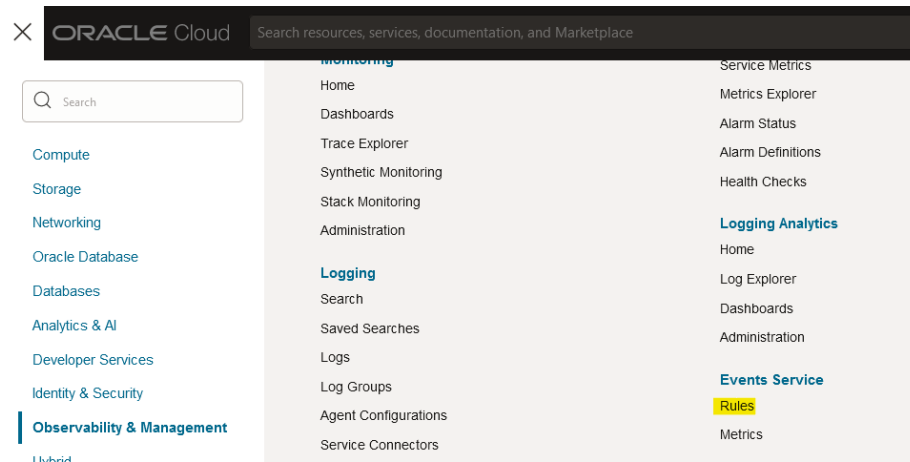 ORACLE Cloud
Search resources, services, documentation, and Marketplace
Search
Compute
Storage
Networking
Oracle Database
Databases
Analytics & AI
Developer Services
Identity & Security
Observability & Management
Hybrid
Monitoring
Home
Dashboards
Trace Explorer
Synthetic Monitoring
Stack Monitoring
Administration
Logging
Search
Saved Searches
Logs
Log Groups
Agent Configurations
Service Connectors
Service Metrics
Metrics Explorer
Alarm Status
Alarm Definitions
Health Checks
Logging Analytics
Home
Log Explorer
Dashboards
Administration
Events Service
Rules
Metrics